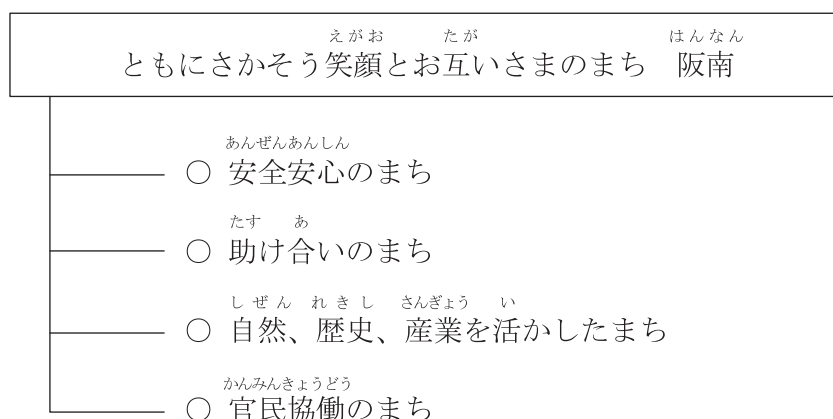 えがお たが はんなん
ともにさかそう笑顔とお互いさまのまち 阪南
あんぜんあんしん
○ 安全安心のまち
たす あ
○ 助け合いのまち
しぜん れきし さんぎょう い
○ 自然、歴史、産業を活かしたまち
かんみんきょうどう
○ 官民協働のまち